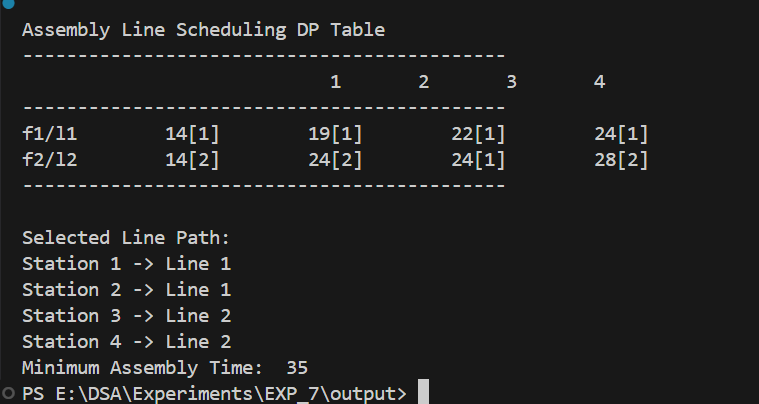 Assembly Line Scheduling DP Table
--------------------------------------------
1 2 3 4
--------------------------------------------
f1/l1 14[1] 19[1] 22[1] 24[1]
f2/l2 14[2] 24[2] 24[1] 28[2]
--------------------------------------------
Selected Line Path:
Station 1 -> Line 1
Station 2 -> Line 1
Station 3 -> Line 2
Station 4 -> Line 2
Minimum Assembly Time:  35
PS E:\DSA\Experiments\EXP_7\output>